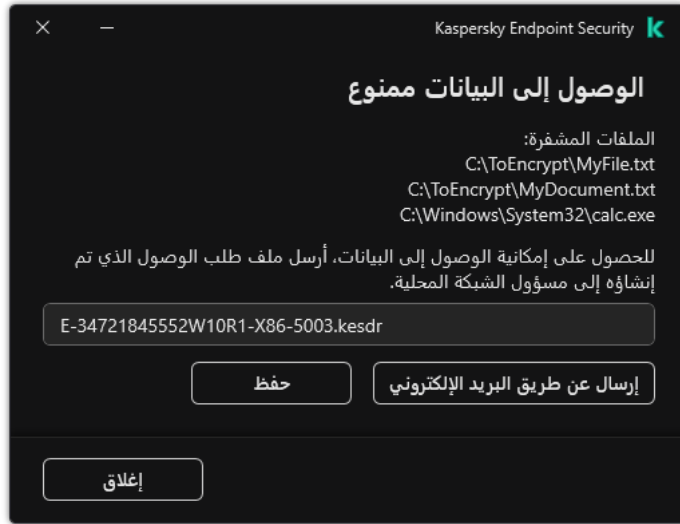 Kaspersky Endpoint Security
الوصول إلى البيانات ممنوع
الملفات المشفرة:
C:\ToEncrypt\MyFile.txt
C:\ToEncrypt\MyDocument.txt
C:\Windows\System32\calc.exe
للحصول على إمكانية الوصول إلى البيانات، أرسل ملف طلب الوصول الذي تم
إنشاؤه إلى مسؤول الشبكة المحلية.
E-34721845552W10R1-X86-5003.kesdr
إرسال عن طريق البريد الإلكتروني
حفظ
إغلاق